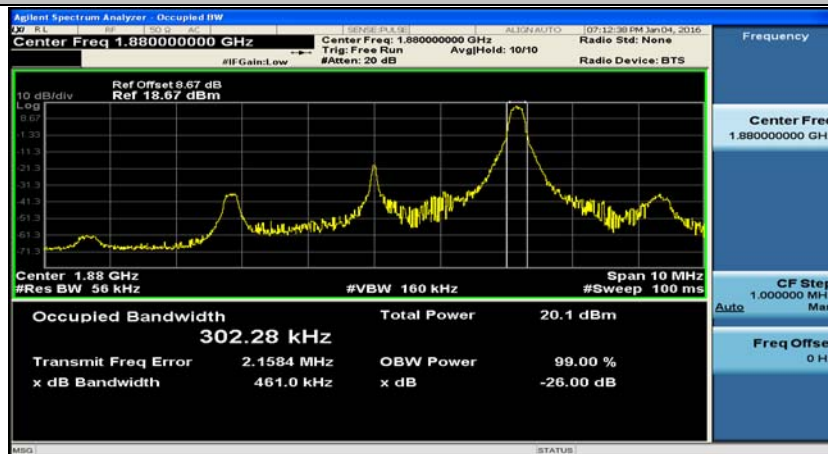 Agilent Spectrum Analyzer - Occupied BW
RL RF 50 Ω AC SENSE:PULSE ALIGN AUTO 07:12:38 PM Jan 04, 2016
Center Freq 1.880000000 GHz
Center Freq: 1.880000000 GHz
Radio Std: None
Trig: Free Run Avg|Hold: 10/10
#IFGain:Low #Atten: 20 dB Radio Device: BTS
Ref Offset 8.67 dB
10 dB/div Ref 18.67 dBm
Log
8.67
-1.33
-11.3
-21.3
-31.3
-41.3
-51.3
-61.3
-71.3
Center 1.88 GHz Span 10 MHz
#Res BW 56 kHz #VBW 160 kHz #Sweep 100 ms
Occupied Bandwidth Total Power 20.1 dBm
302.28 kHz
Transmit Freq Error 2.1584 MHz OBW Power 99.00 %
x dB Bandwidth 461.0 kHz x dB -26.00 dB
MSG STATUS
Frequency
Center Fre
1.880000000 GH
CF Step
1.000000 MH
Auto Ma
Freq Offse
0 H